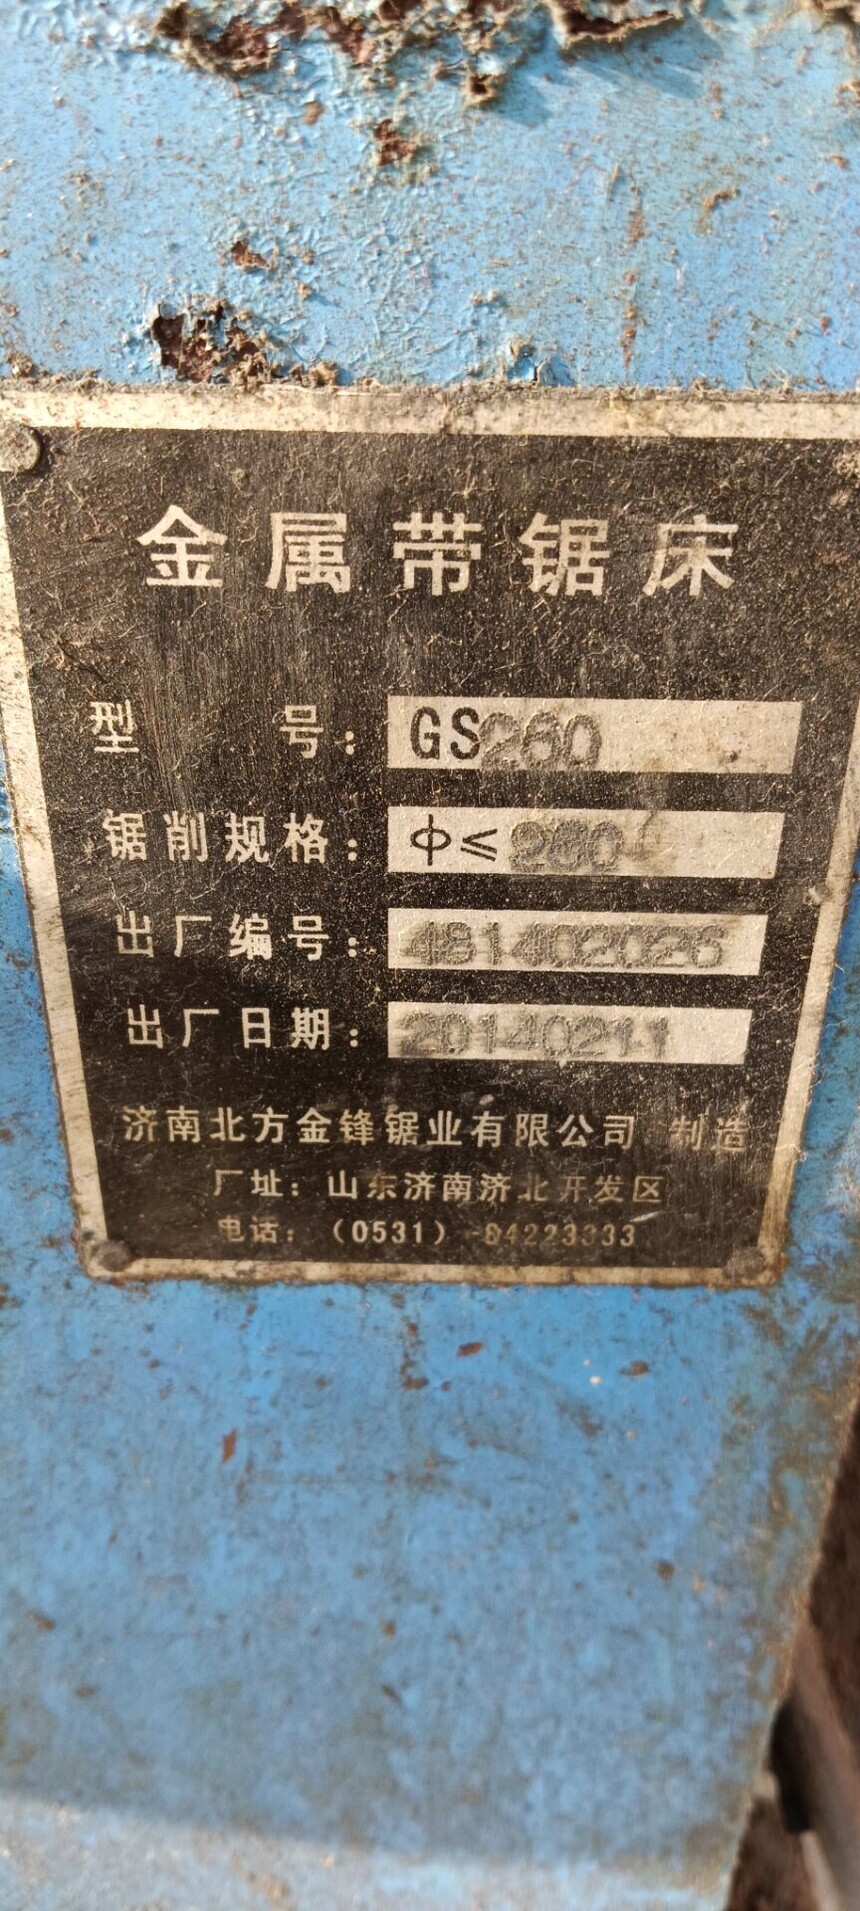 金属带锯床
型号：GS260
锯削规格：Φ≤260
出厂编号：481402026
出厂日期：20140211
济南北方金锋锯业有限公司 制造
厂址：山东济南济北开发区
电话：（0531）-84223333